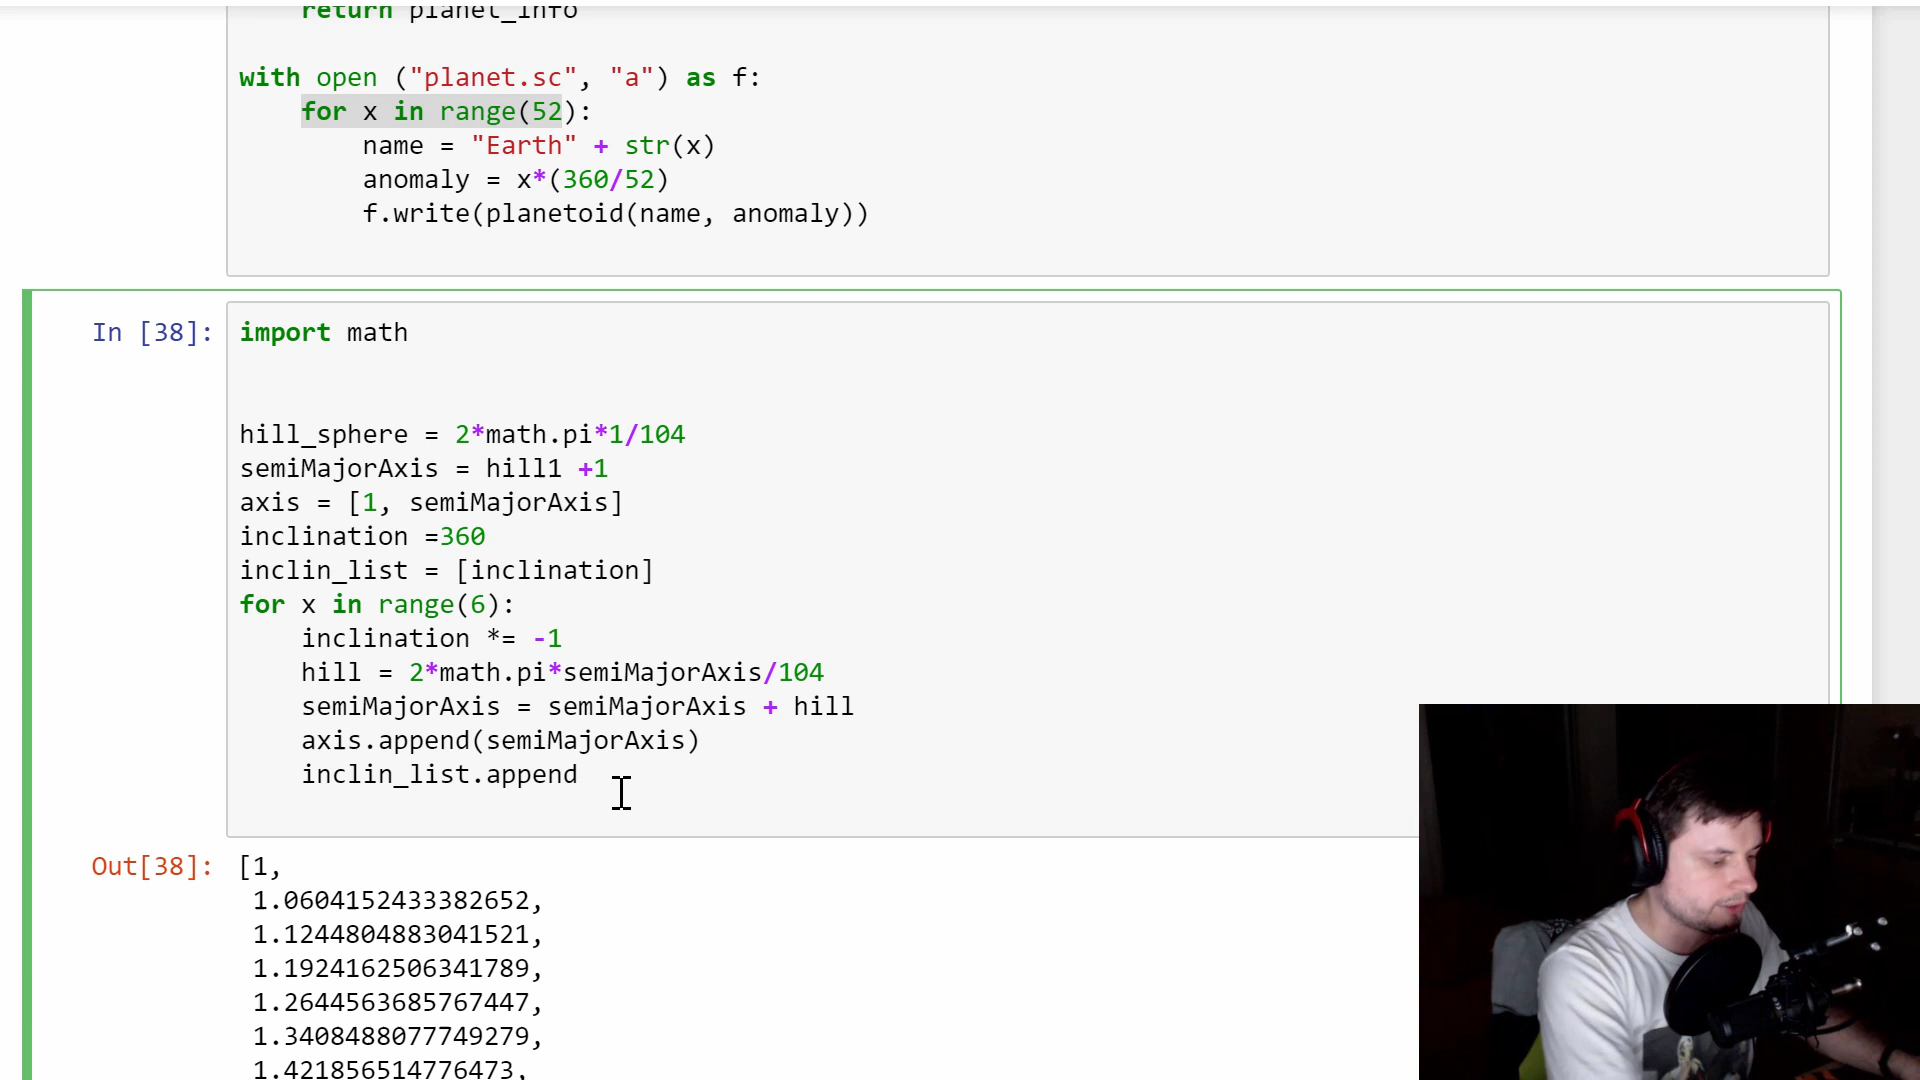 return planet_info
with open ("planet.sc", "a") as f:
for x in range(52):
name = "Earth" + str(x)
anomaly = x*(360/52)
f.write(planetoid(name, anomaly))
In [38]:
import math
hill_sphere = 2*math.pi*1/104
semiMajorAxis = hill1 +1
axis = [1, semiMajorAxis]
inclination =360
inclin_list = [inclination]
for x in range(6):
inclination *= -1
hill = 2*math.pi*semiMajorAxis/104
semiMajorAxis = semiMajorAxis + hill
axis.append(semiMajorAxis)
inclin_list.append
Out[38]: [1,
1.0604152433382652,
1.1244804883041521,
1.1924162506341789,
1.2644563685767447,
1.3408488077749279,
1.421856514776473,